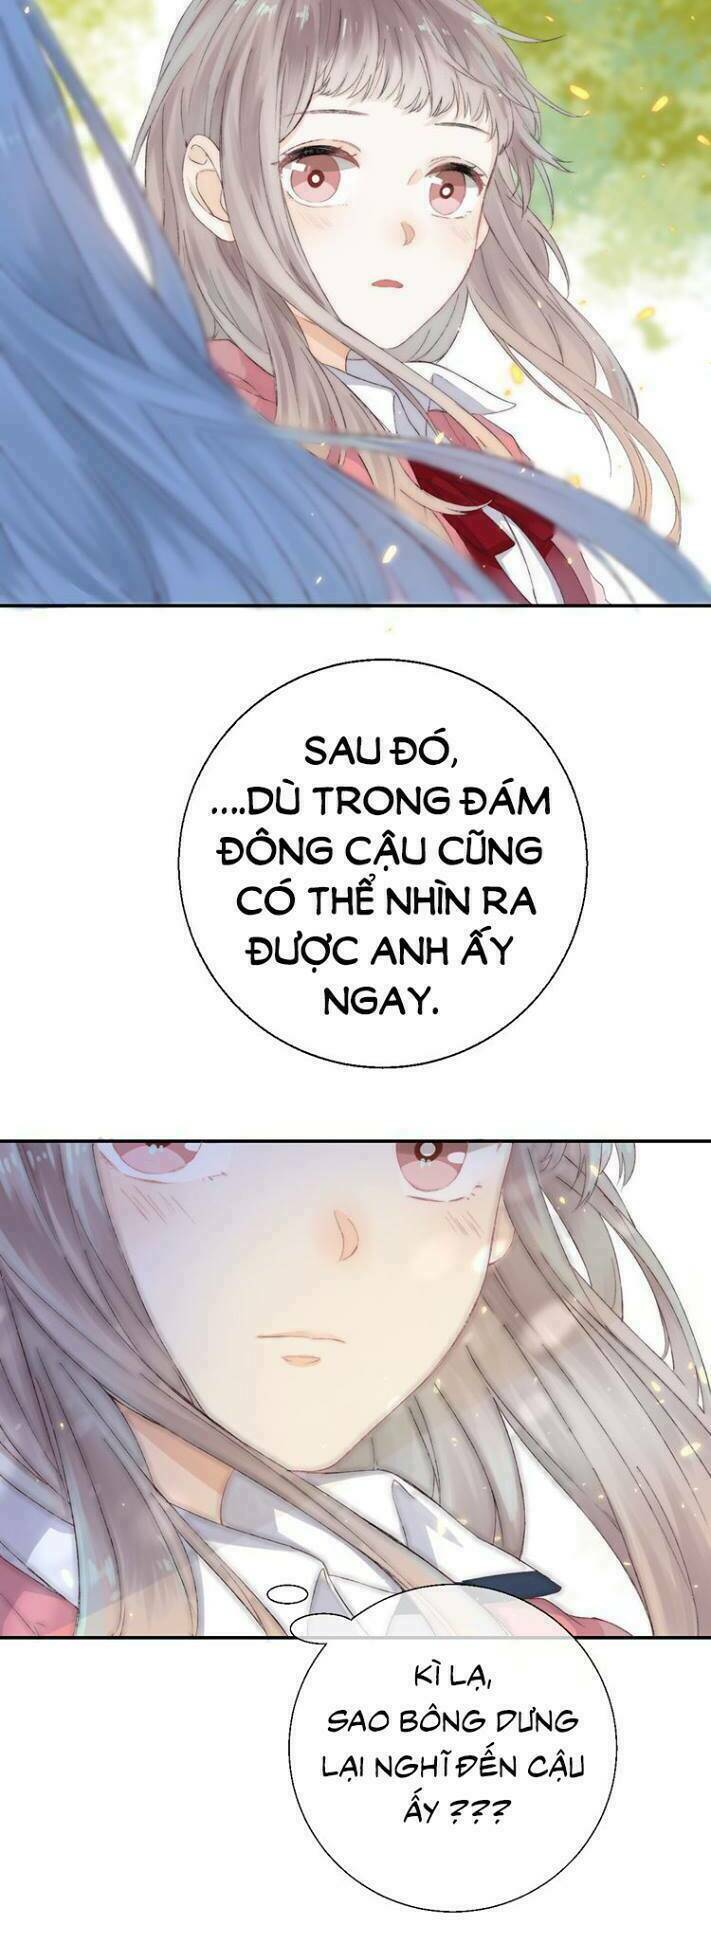 SAU ĐÓ,
....DÙ TRONG ĐÁM
ĐÔNG CẬU CŨNG
CÓ THỂ NHÌN RA
ĐƯỢC ANH ẤY
NGAY.
KÌ LẠ,
SAO BÔNG DƯNG
LẠI NGHĨ ĐẾN CẬU
ẤY ???